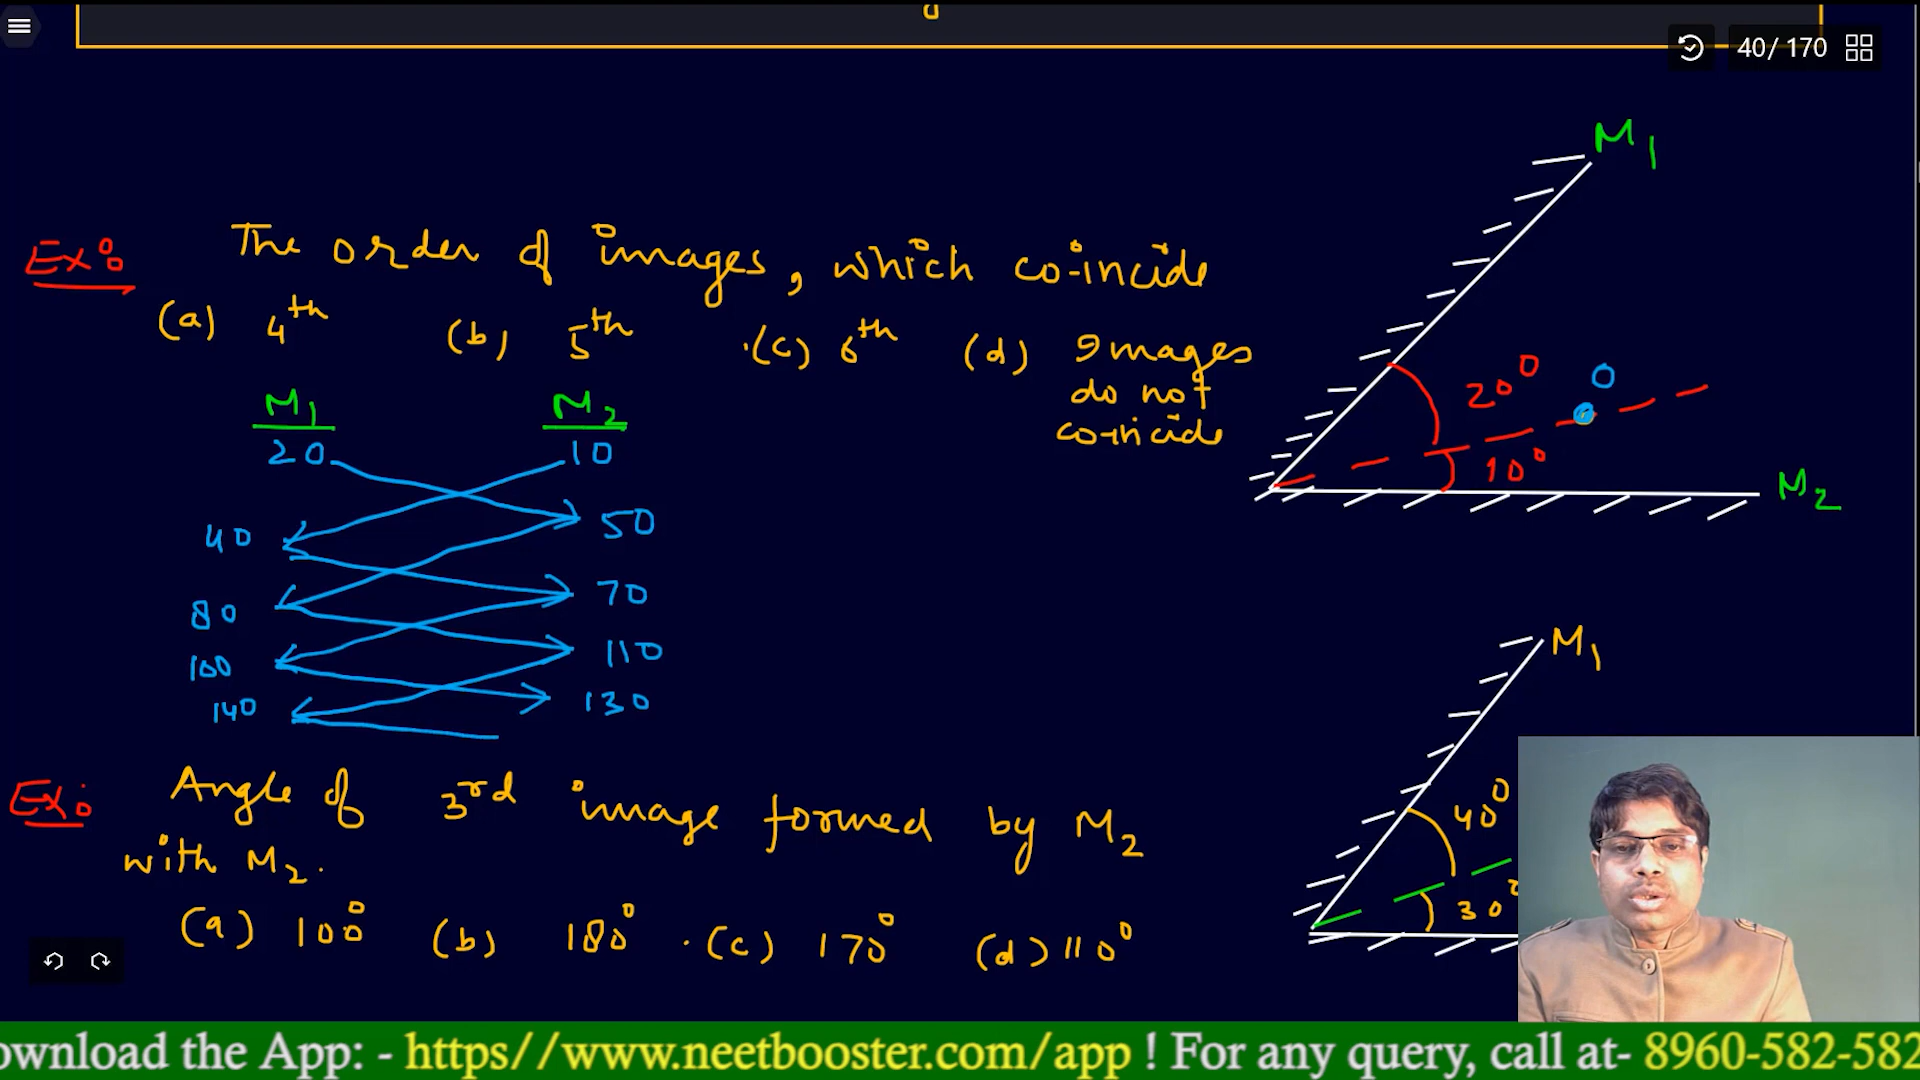 40/ 170
M1
Ex:
The order of images, which co-incide
(a) 4th (b) 5th .(c) 6th (d) Images do not co-incide
M1 M2
20 10
40 50
80 70
100 110
140 130
20° O
10°
M2
Ex:
Angle of 3rd image formed by M2
with M2.
(a) 100° (b) 180° .(c) 170° (d) 110°
M1
40°
30°
ownload the App: - https//www.neetbooster.com/app ! For any query, call at- 8960-582-582